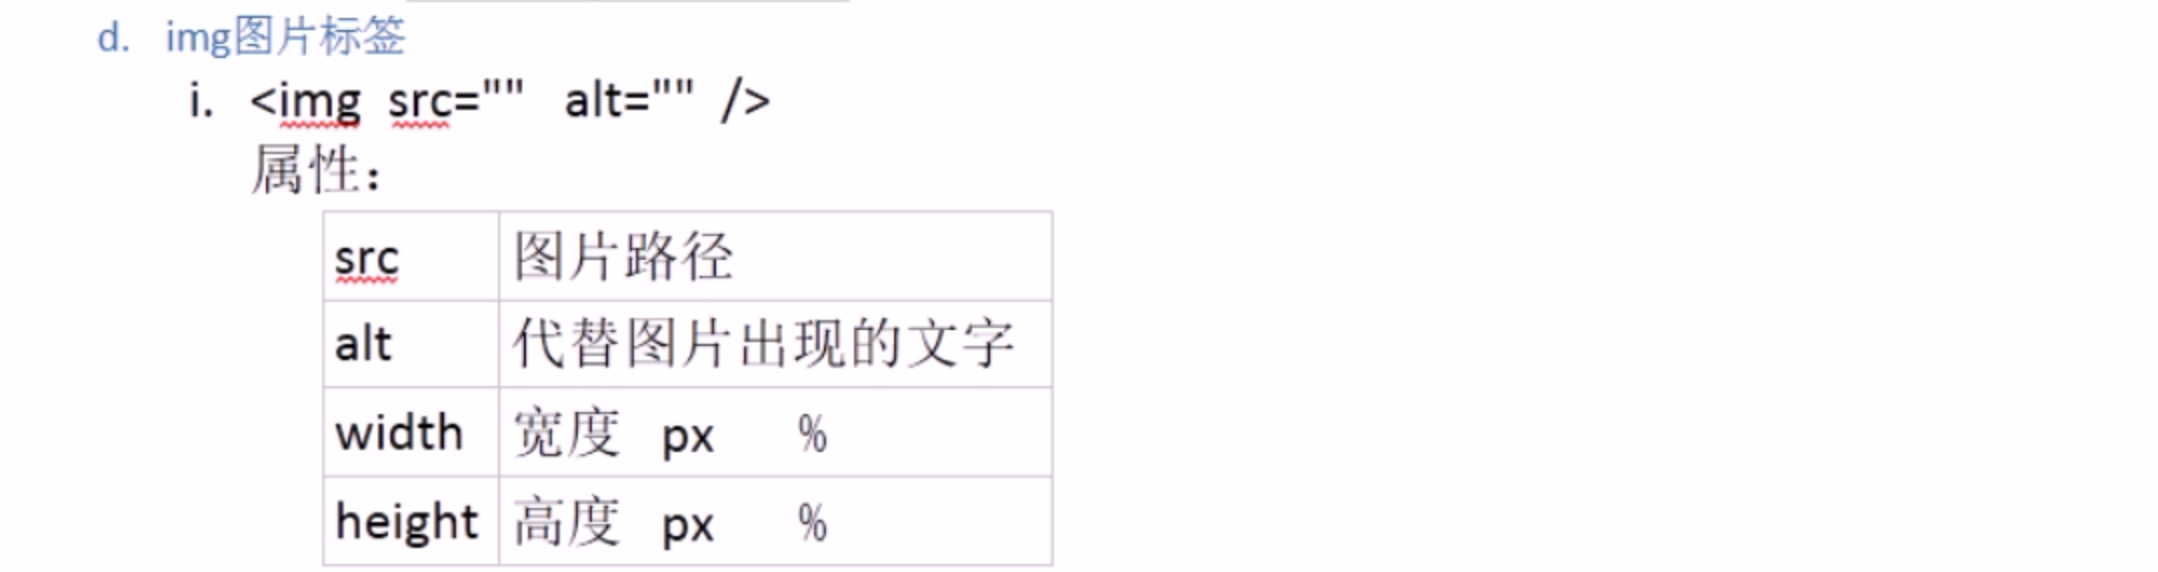 d. img图片标签
i. <img src="" alt="" />
属性：
src 图片路径
alt 代替图片出现的文字
width 宽度 px %
height 高度 px %